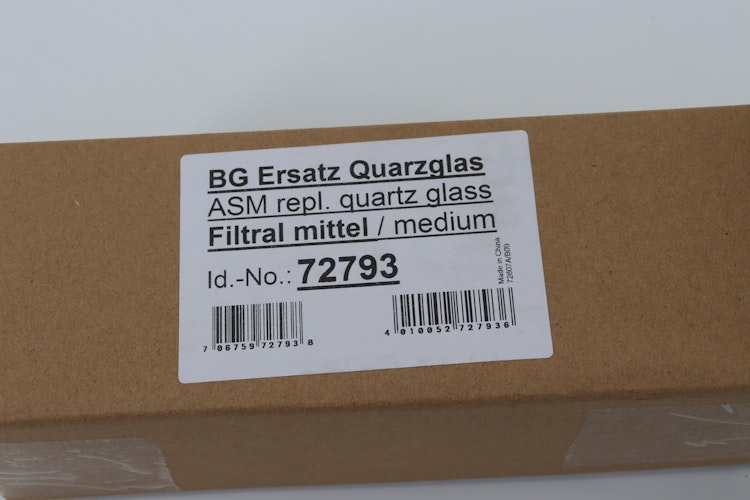 BG Ersatz Quarzglas
ASM repl. quartz glass
Filtral mittel / medium
Id.-No.: 72793
Made in China
72807A/B09
7 06759 72793 8
4 010052 727936